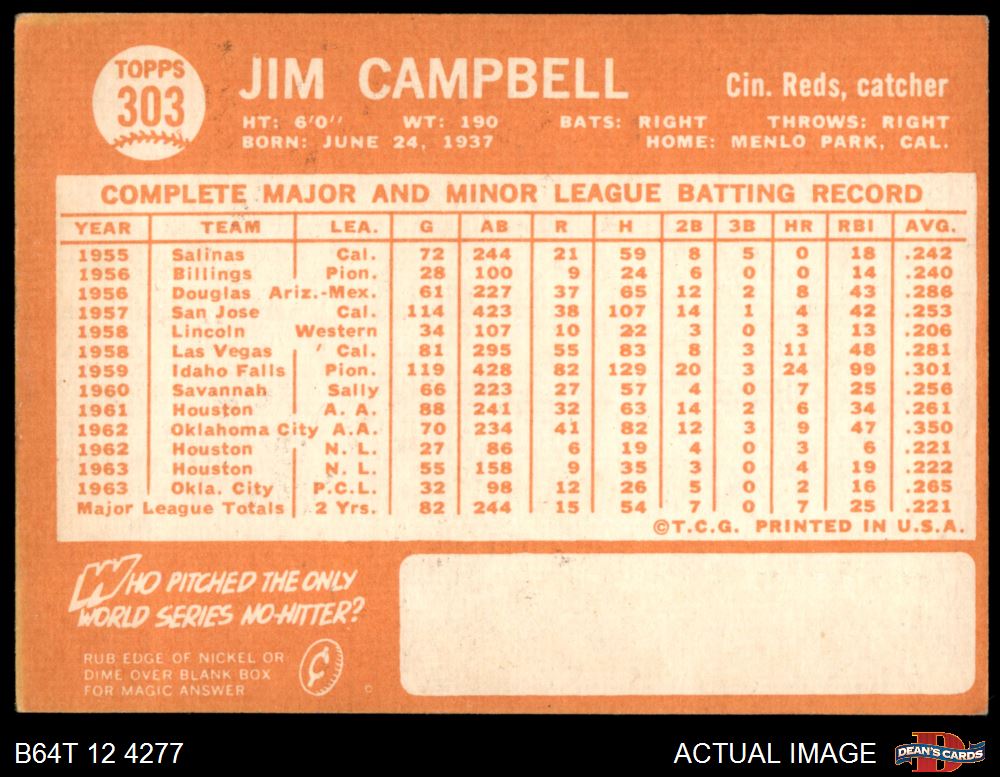 TOPPS
303
JIM CAMPBELL
Cin. Reds, catcher
HT: 6'0'' WT: 190 BATS: RIGHT THROWS: RIGHT
BORN: JUNE 24, 1937 HOME: MENLO PARK, CAL.
COMPLETE MAJOR AND MINOR LEAGUE BATTING RECORD
YEAR TEAM LEA. G AB R H 2B 3B HR RBI AVG.
1955 Salinas Cal. 72 244 21 59 8 5 0 18 .242
1956 Billings Pion. 28 100 9 24 6 0 0 14 .240
1956 Douglas Ariz.-Mex. 61 227 37 65 12 2 8 43 .286
1957 San Jose Cal. 114 423 38 107 14 1 4 42 .253
1958 Lincoln Western 34 107 10 22 3 0 3 13 .206
1958 Las Vegas Cal. 81 295 55 83 8 3 11 48 .281
1959 Idaho Falls Pion. 119 428 82 129 20 3 24 99 .301
1960 Savannah Sally 66 223 27 57 4 0 7 25 .256
1961 Houston A. A. 88 241 32 63 14 2 6 34 .261
1962 Oklahoma City A.A. 70 234 41 82 12 3 9 47 .350
1962 Houston N. L. 27 86 6 19 4 0 3 6 .221
1963 Houston N. L. 55 158 9 35 3 0 4 19 .222
1963 Okla. City P.C.L. 32 98 12 26 5 0 2 16 .265
Major League Totals 2 Yrs. 82 244 15 54 7 0 7 25 .221
©T.C.G. PRINTED IN U.S.A.
WHO PITCHED THE ONLY
WORLD SERIES NO-HITTER?
RUB EDGE OF NICKEL OR
DIME OVER BLANK BOX
FOR MAGIC ANSWER
¢
C
B64T 12 4277
ACTUAL IMAGE
DEAN'S CARDS